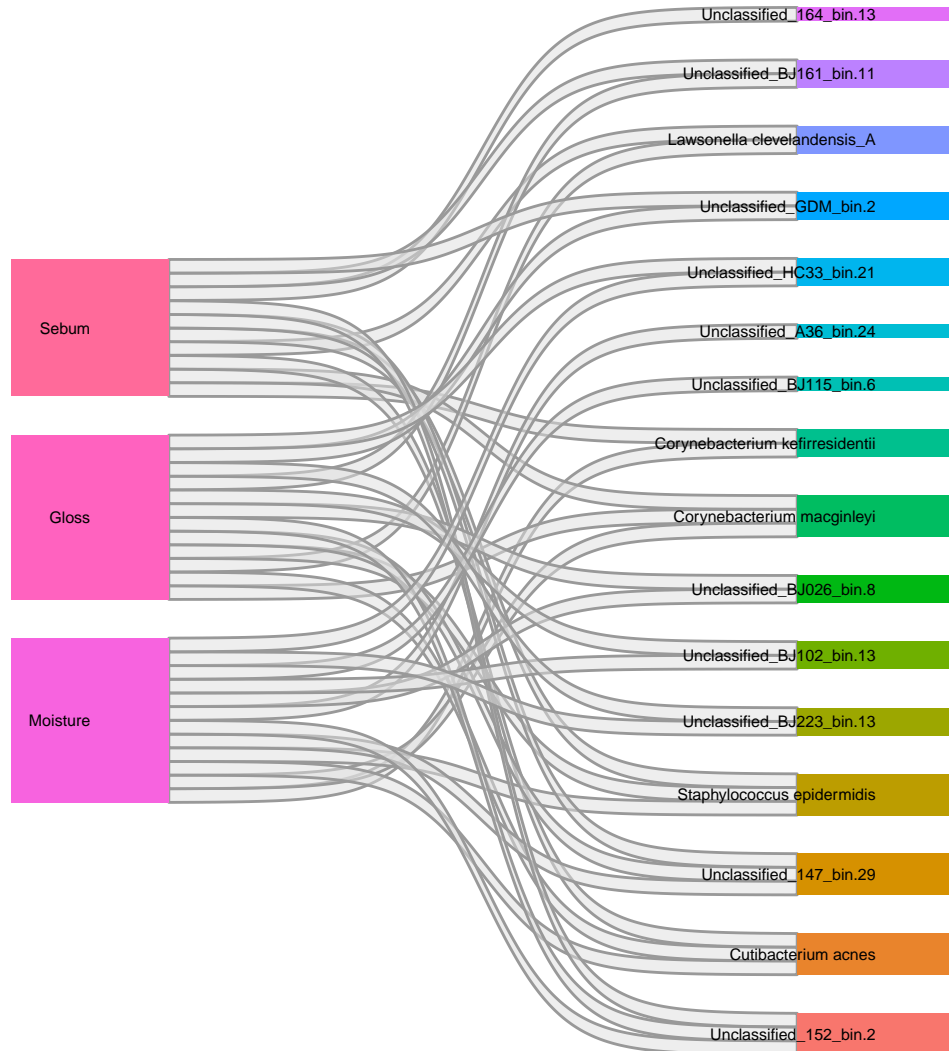 Sebum
Gloss
Moisture
Unclassified_164_bin.13
Unclassified_BJ161_bin.11
Lawsonella clevelandensis_A
Unclassified_GDM_bin.2
Unclassified_HC33_bin.21
Unclassified_A36_bin.24
Unclassified_BJ115_bin.6
Corynebacterium kefirresidentii
Corynebacterium macginleyi
Unclassified_BJ026_bin.8
Unclassified_BJ102_bin.13
Unclassified_BJ223_bin.13
Staphylococcus epidermidis
Unclassified_147_bin.29
Cutibacterium acnes
Unclassified_152_bin.2